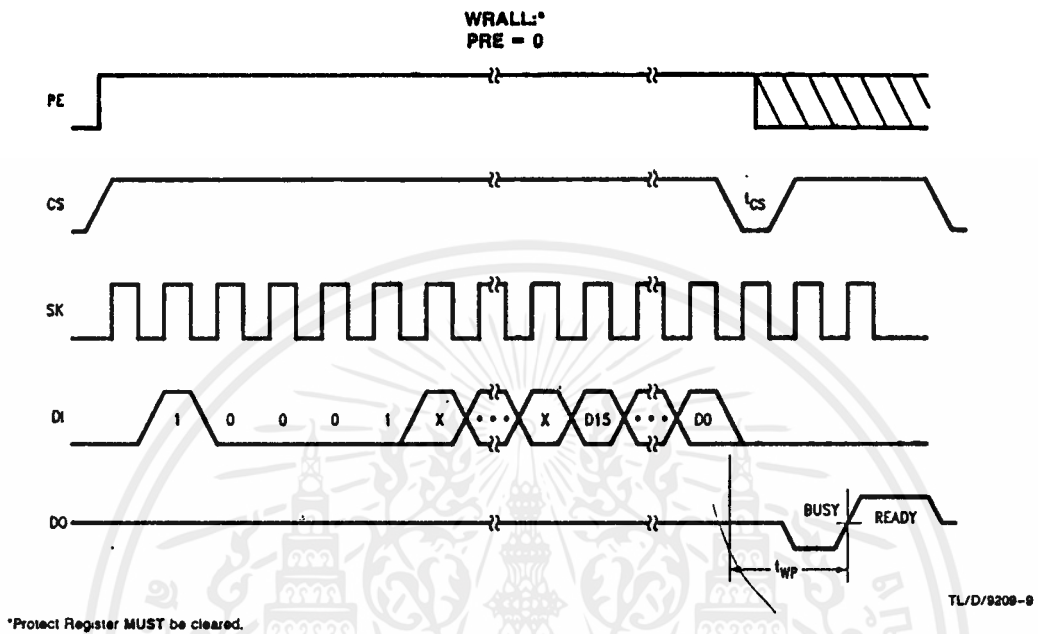 WRALL:*
PRE = 0
PE
CS
tCS
SK
DI
1 0 0 0 1 X • • • X D15 • • • D0
DO
BUSY
READY
tWP
TL/D/9209-9
*Protect Register MUST be cleared.